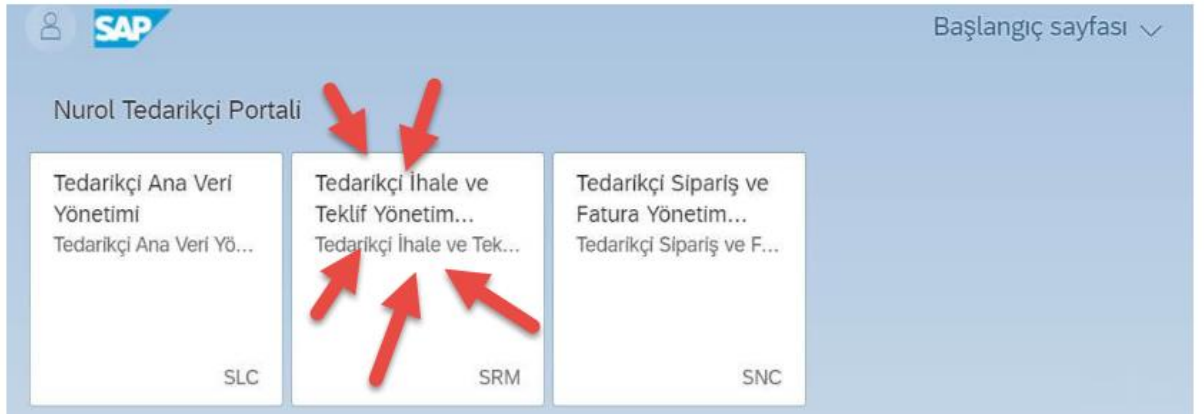 SAP
Başlangıç sayfası
Nurol Tedarikçi Portali
Tedarikçi Ana Veri
Yönetimi
Tedarikçi Ana Veri Yö...
SLC
Tedarikçi İhale ve
Teklif Yönetim...
Tedarikçi İhale ve Tek...
SRM
Tedarikçi Sipariş ve
Fatura Yönetim...
Tedarikçi Sipariş ve F...
SNC